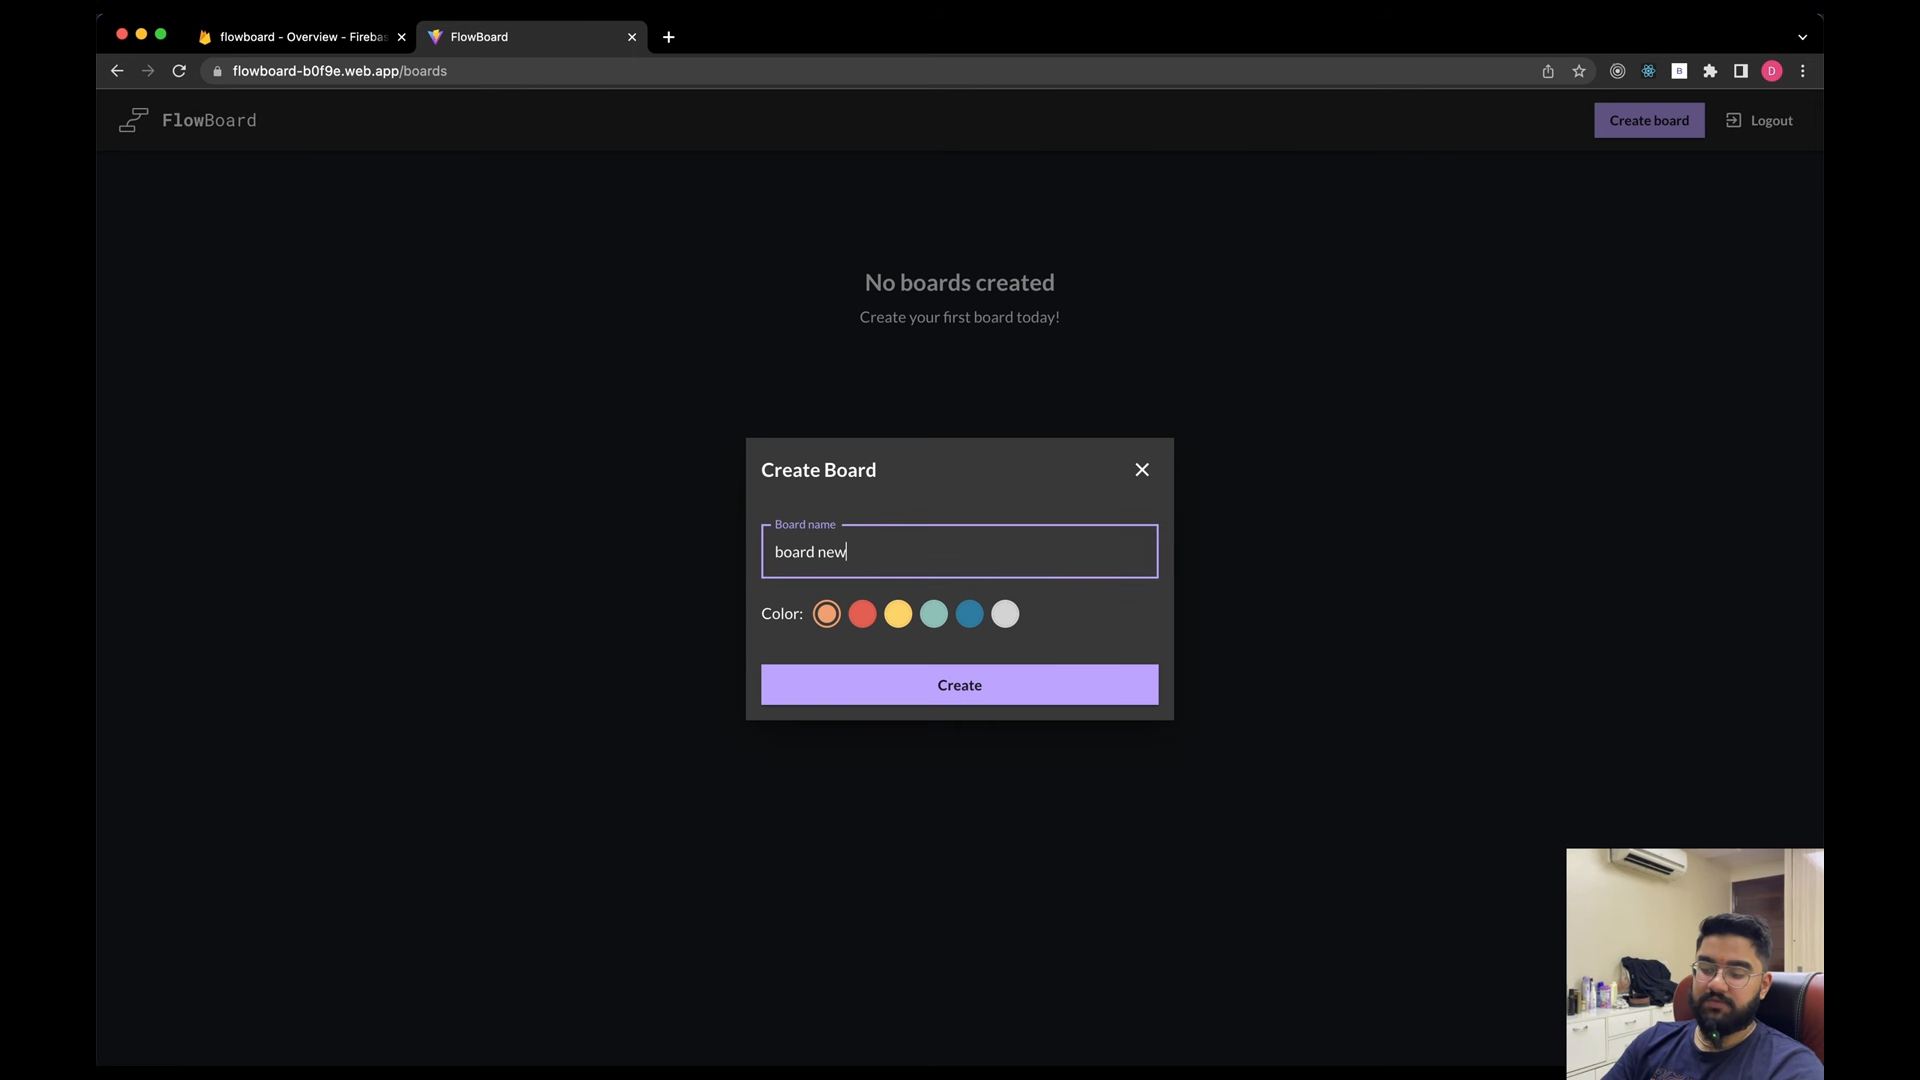 flowboard - Overview - Fireba
FlowBoard
flowboard-b0f9e.web.app/boards
B
D
FlowBoard
Create board
Logout
No boards created
Create your first board today!
Create Board
Board name
board new
Color:
Create